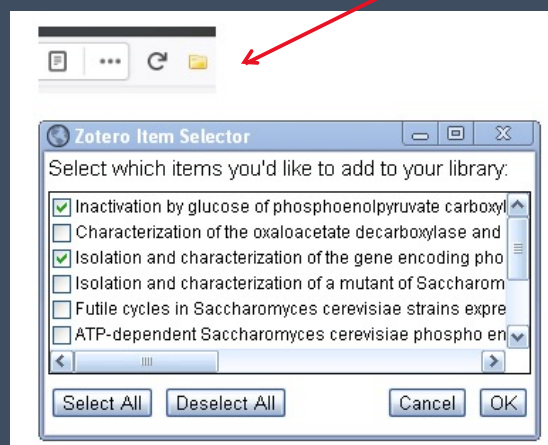 •••
Zotero Item Selector
Select which items you'd like to add to your library:
Inactivation by glucose of phosphoenolpyruvate carboxyl
Characterization of the oxaloacetate decarboxylase and
Isolation and characterization of the gene encoding pho
Isolation and characterization of a mutant of Saccharom
Futile cycles in Saccharomyces cerevisiae strains expre
ATP-dependent Saccharomyces cerevisiae phospho en
Select All Deselect All Cancel OK